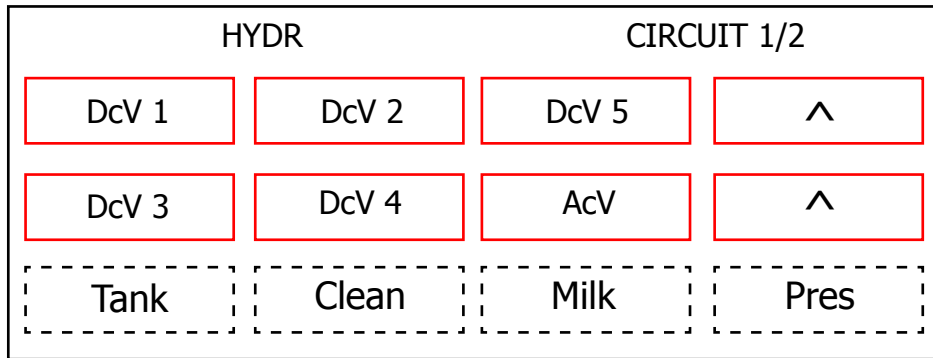 HYDR CIRCUIT 1/2
DcV 1 DcV 2 DcV 5 ^
DcV 3 DcV 4 AcV ^
Tank Clean Milk Pres